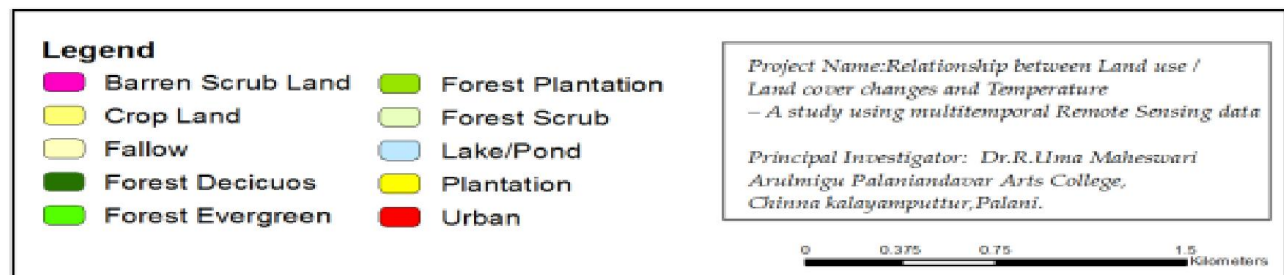 Legend
Barren Scrub Land
Crop Land
Fallow
Forest Decicuos
Forest Evergreen
Forest Plantation
Forest Scrub
Lake/Pond
Plantation
Urban
Project Name:Relationship between Land use /
Land cover changes and Temperature
– A study using multitemporal Remote Sensing data
Principal Investigator: Dr.R.Uma Maheswari
Arulmigu Palaniandavar Arts College,
Chinna kalayamputtur,Palani.
0 0.375 0.75 1.5
Kilometers